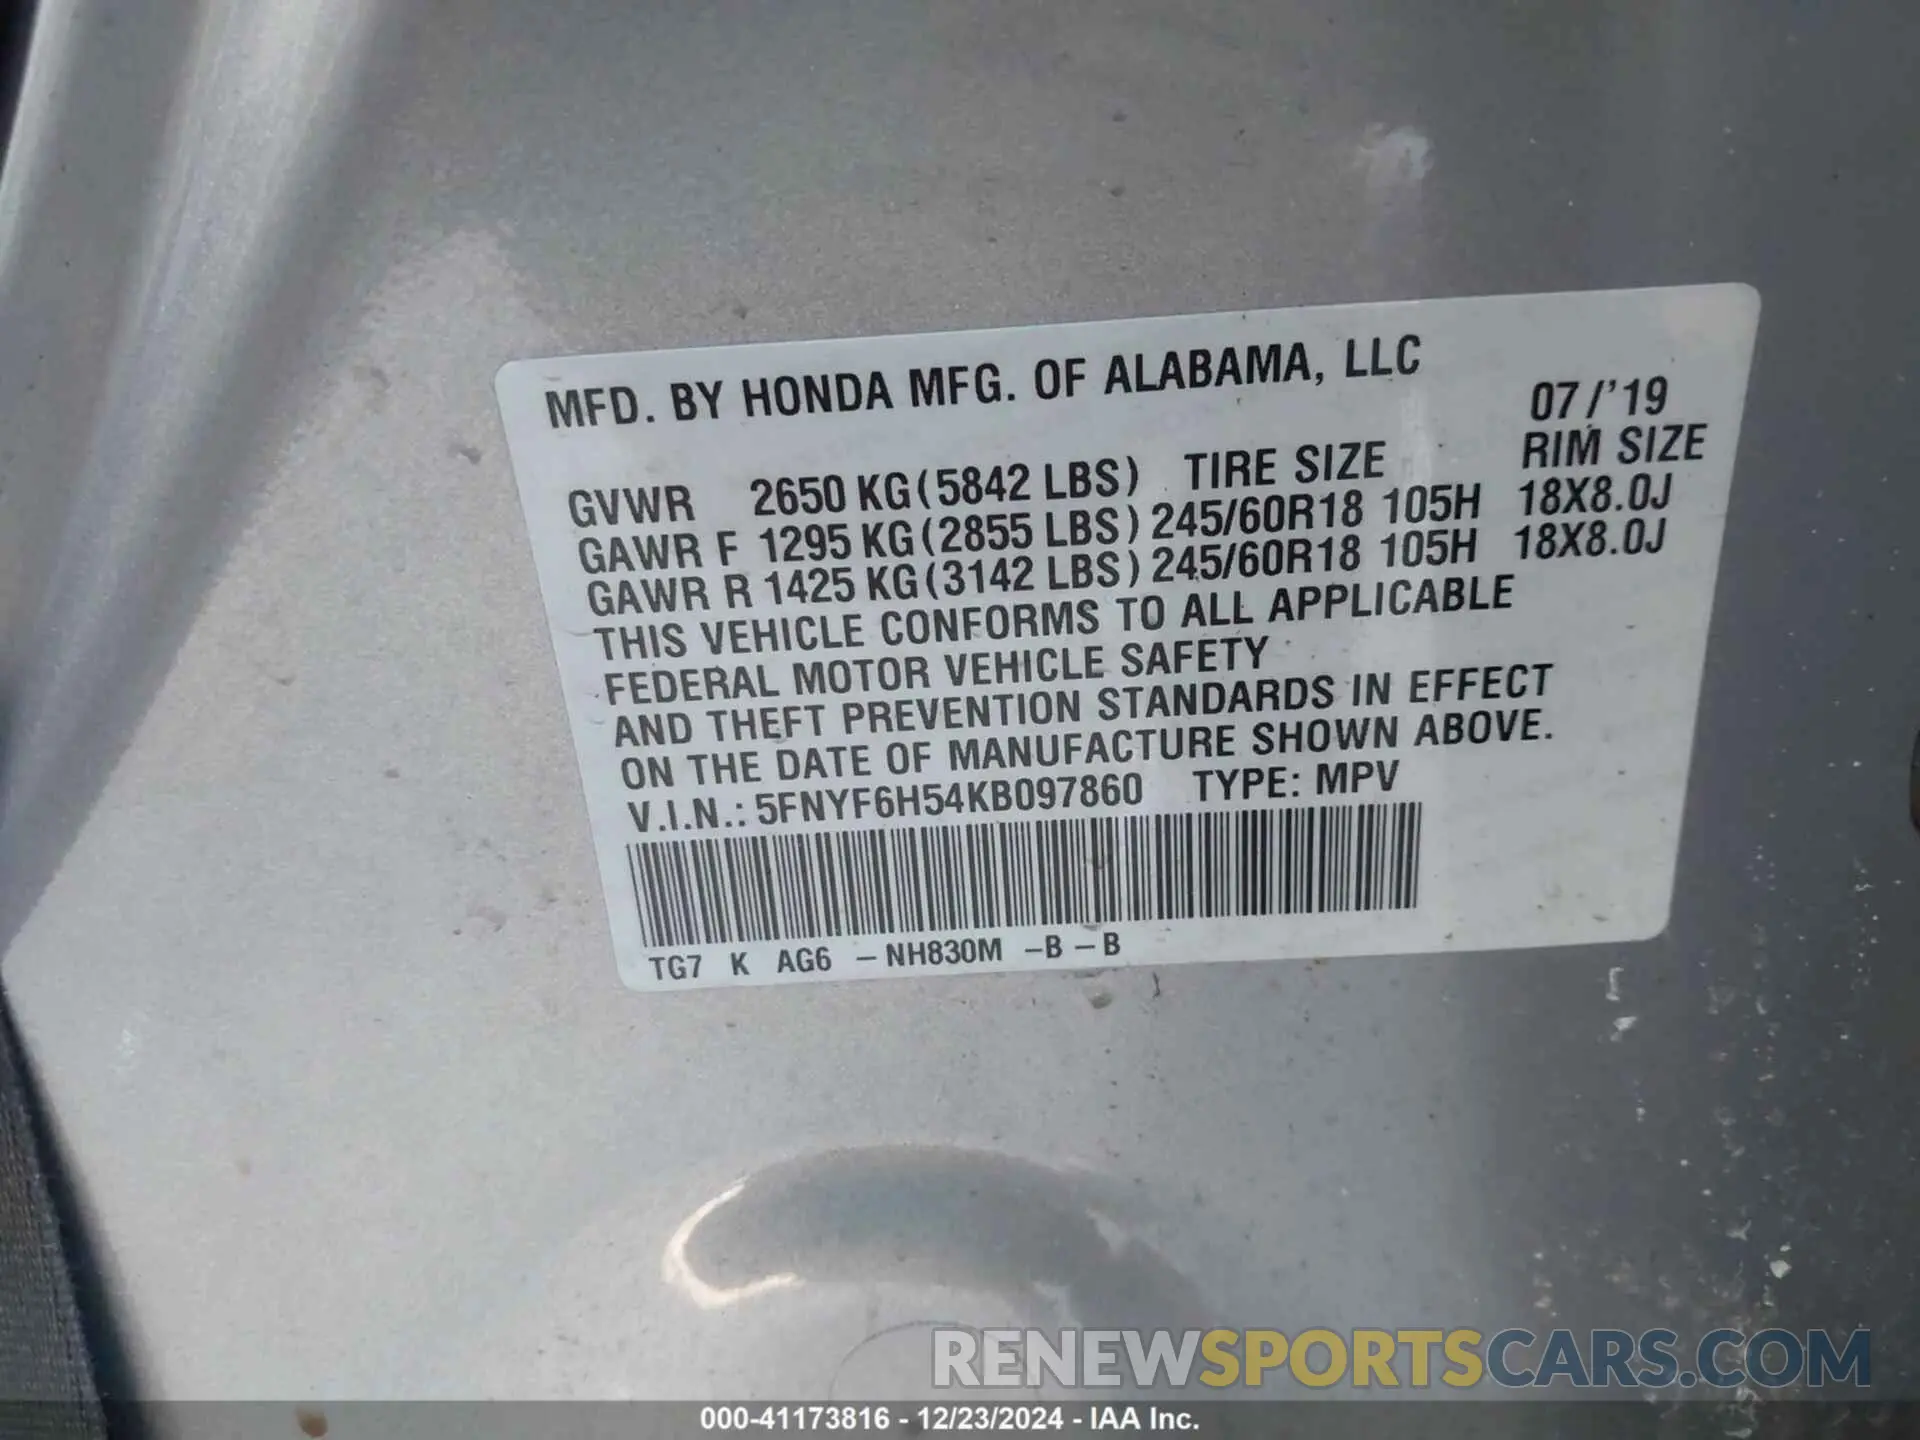 MFD. BY HONDA MFG. OF ALABAMA, LLC
07/'19
GVWR 2650 KG(5842 LBS) TIRE SIZE RIM SIZE
GAWR F 1295 KG(2855 LBS) 245/60R18 105H 18X8.0J
GAWR R 1425 KG(3142 LBS) 245/60R18 105H 18X8.0J
THIS VEHICLE CONFORMS TO ALL APPLICABLE
FEDERAL MOTOR VEHICLE SAFETY
AND THEFT PREVENTION STANDARDS IN EFFECT
ON THE DATE OF MANUFACTURE SHOWN ABOVE.
V.I.N.: 5FNYF6H54KB097860 TYPE: MPV
TG7 K AG6 –NH830M –B–B
RENEWSPORTSCARS.COM
000-41173816 - 12/23/2024 - IAA Inc.